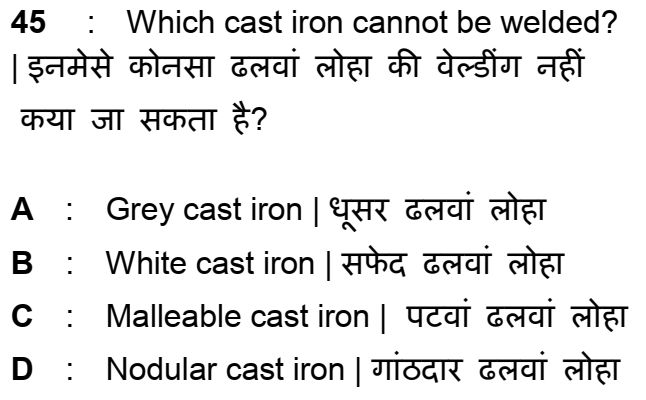 45 : Which cast iron cannot be welded?
| इनमेसे कोनसा ढलवां लोहा की वेल्डींग नहीं
कया जा सकता है?
A : Grey cast iron | धूसर ढलवां लोहा
B : White cast iron | सफेद ढलवां लोहा
C : Malleable cast iron | पटवां ढलवां लोहा
D : Nodular cast iron | गांठदार ढलवां लोहा